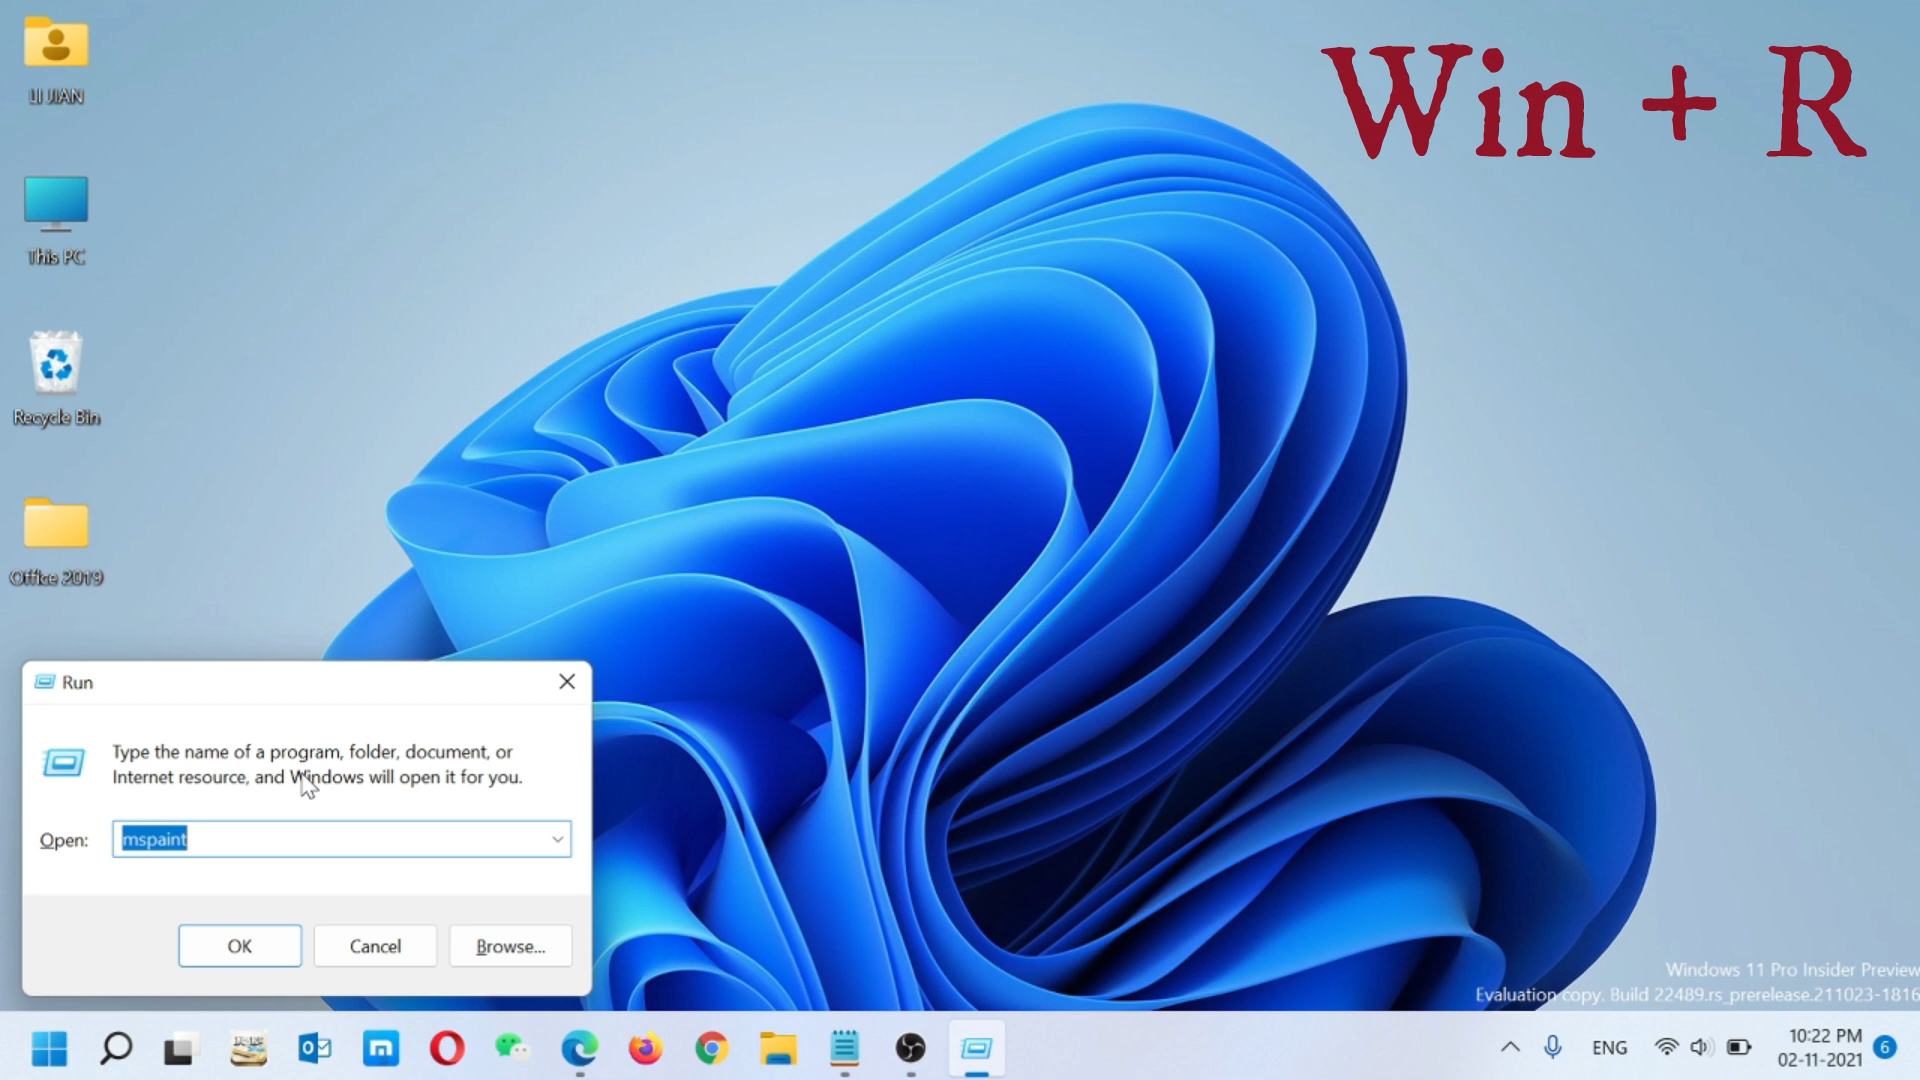 Win + R
LI JIAN
This PC
Recycle Bin
Office 2019
Run
Type the name of a program, folder, document, or
Internet resource, and Windows will open it for you.
Open:
mspaint
OK
Cancel
Browse...
Windows 11 Pro Insider Preview
Evaluation copy. Build 22489.rs_prerelease.211023-1816
ENG
10:22 PM
02-11-2021
6